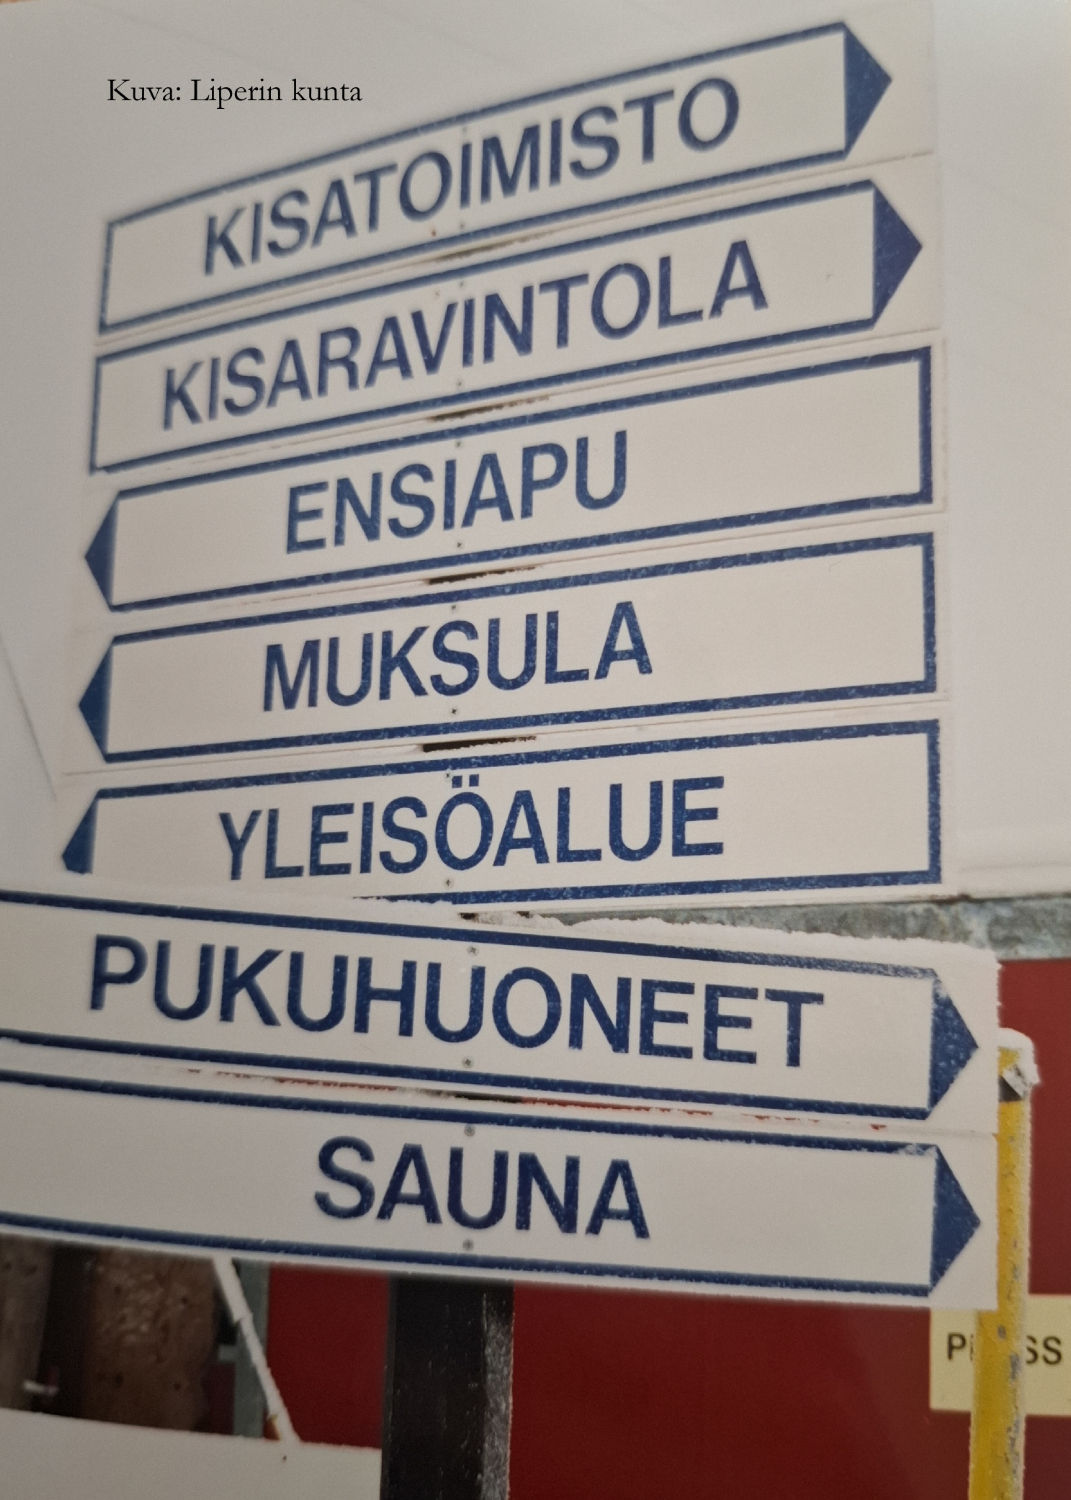 Kuva: Liperin kunta
KISATOIMISTO
KISARAVINTOLA
ENSIAPU
MUKSULA
YLEISÖALUE
PUKUHUONEET
SAUNA